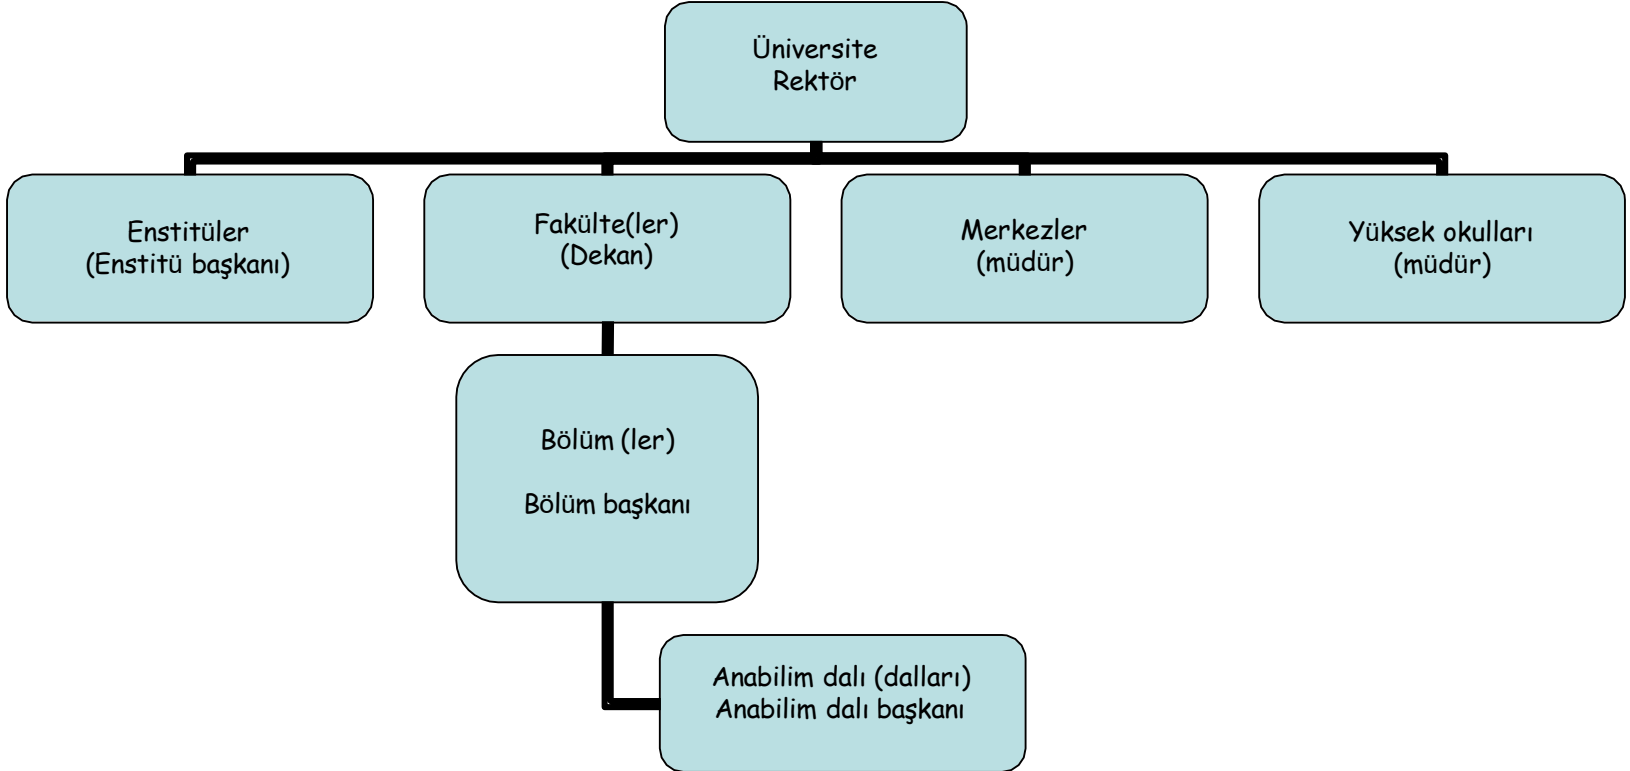 Üniversite
Rektör
Enstitüler
(Enstitü başkanı)
Fakülte(ler)
(Dekan)
Merkezler
(müdür)
Yüksek okulları
(müdür)
Bölüm (ler)
Bölüm başkanı
Anabilim dalı (dalları)
Anabilim dalı başkanı